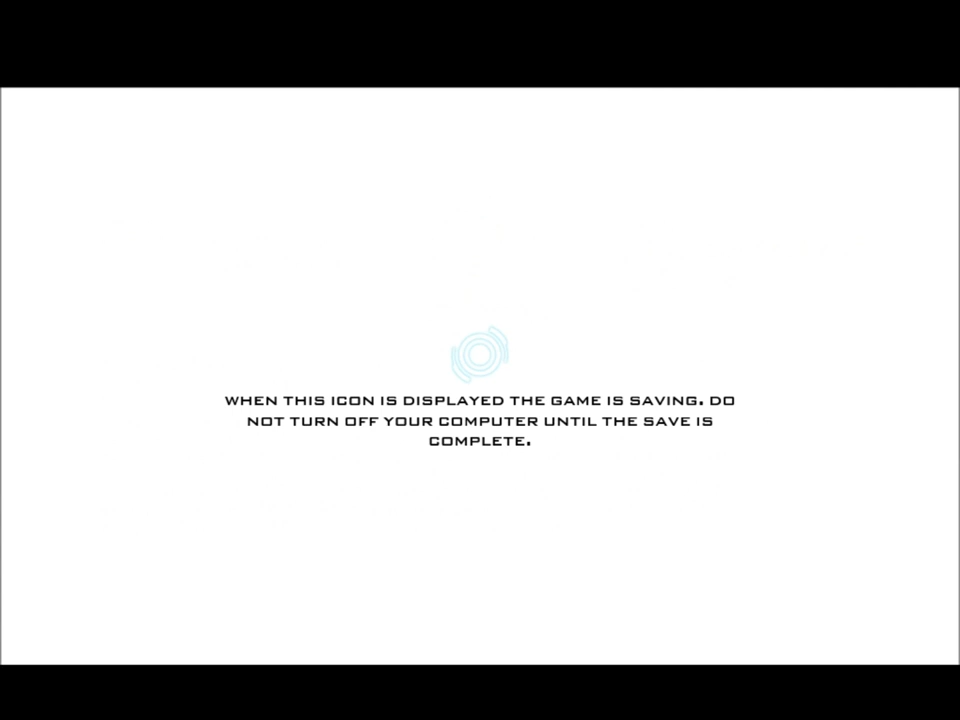 WHEN THIS ICON IS DISPLAYED THE GAME IS SAVING. DO
NOT TURN OFF YOUR COMPUTER UNTIL THE SAVE IS
COMPLETE.